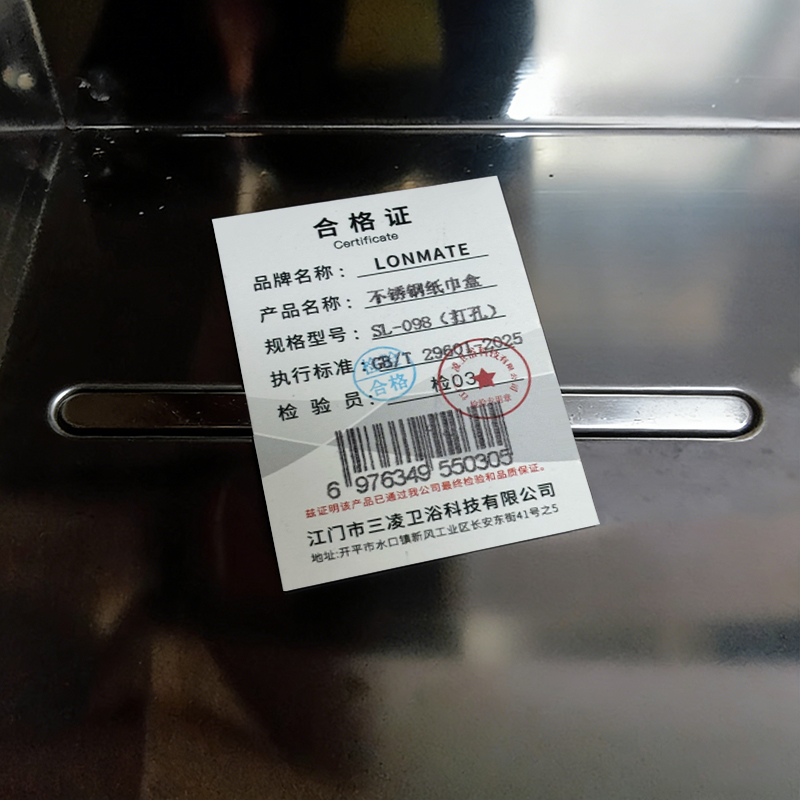 合格证
Certificate
品牌名称： LONMATE
产品名称： 不锈钢纸巾盒
规格型号： SL-098（打孔）
执行标准：GB/T 29601-2025
检 验 员： 检03
合格
检验专用章
6 976349 550305
兹证明该产品已通过我公司最终检验和品质保证。
江门市三凌卫浴科技有限公司
地址:开平市水口镇新风工业区长安东街41号之5